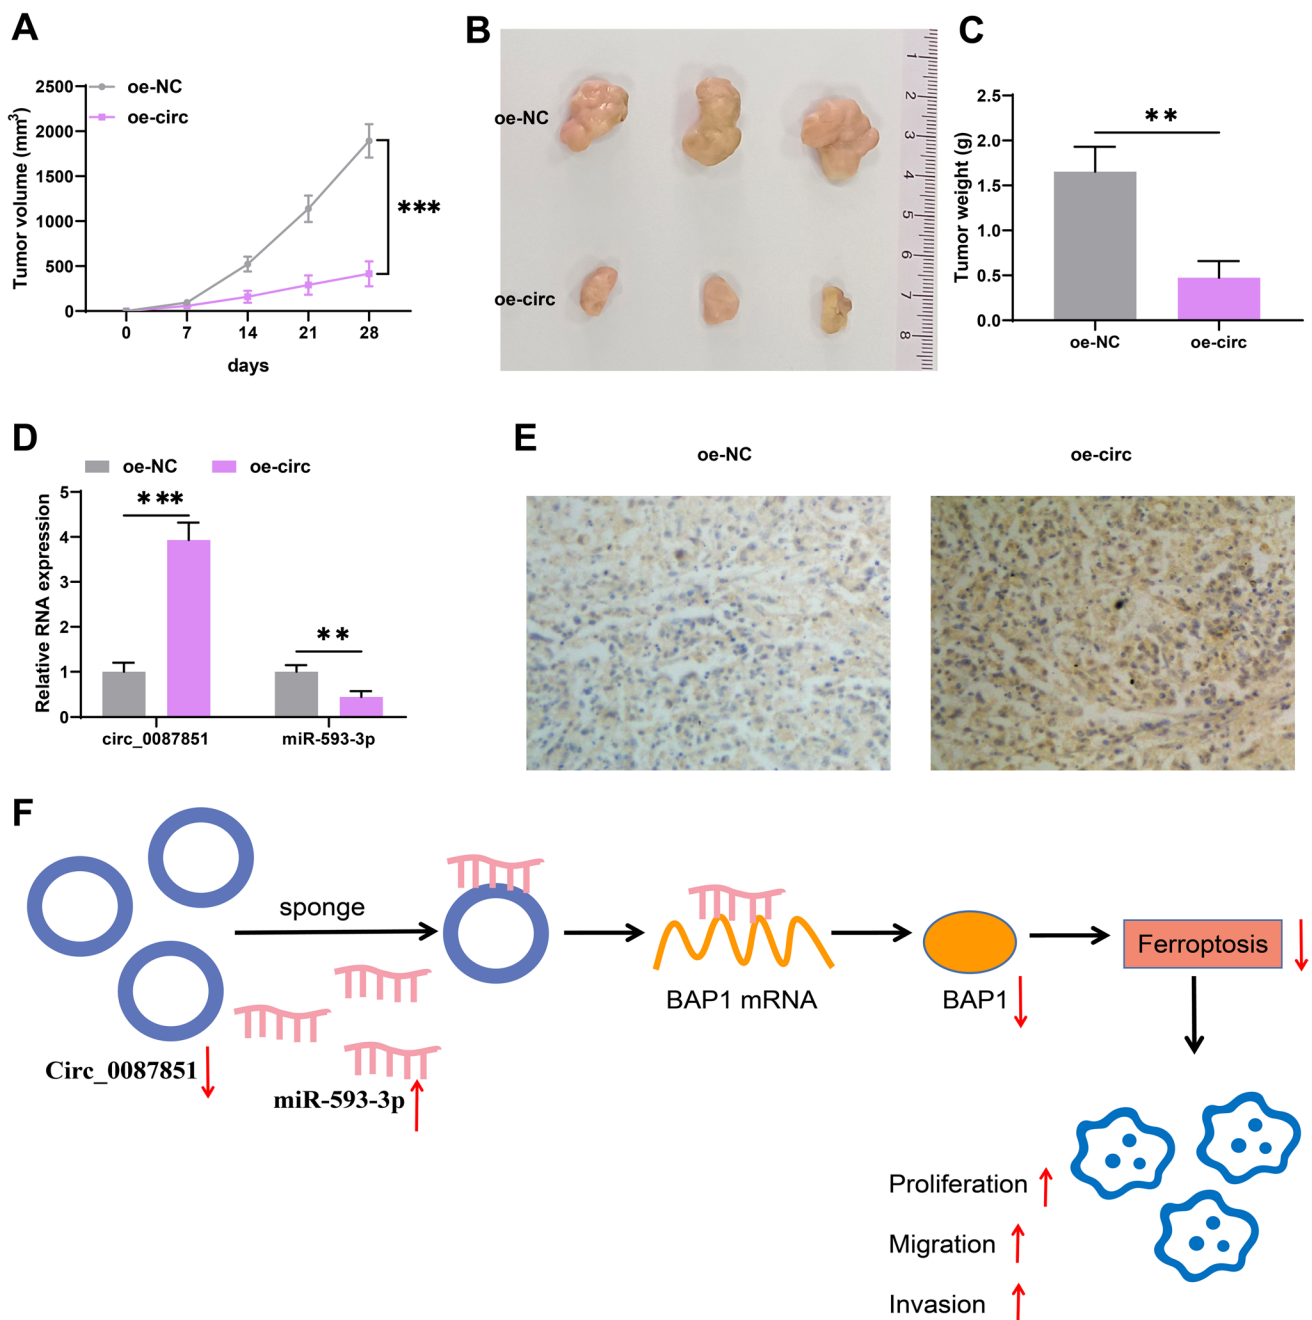 A
Tumor volume (mm³)
2500
2000
1500
1000
500
0
oe-NC
oe-circ
***
0 7 14 21 28
days
B
oe-NC
oe-circ
1
2
3
4
5
6
7
8
C
Tumor weight (g)
2.5
2.0
1.5
1.0
0.5
0.0
**
oe-NC oe-circ
D
oe-NC oe-circ
Relative RNA expression
5
4
3
2
1
0
***
**
circ_0087851 miR-593-3p
E
oe-NC oe-circ
F
sponge
Circ_0087851
miR-593-3p
BAP1 mRNA
BAP1
Ferroptosis
Proliferation
Migration
Invasion